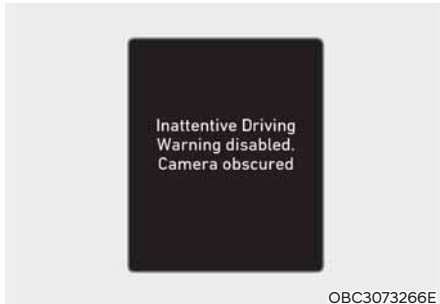 Inattentive Driving
Warning disabled.
Camera obscured
OBC3073266E